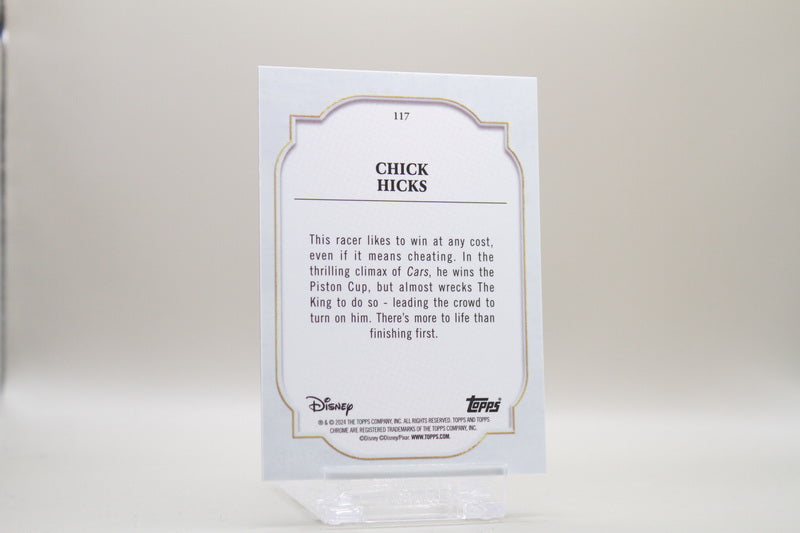 117
CHICK
HICKS
This racer likes to win at any cost,
even if it means cheating. In the
thrilling climax of Cars, he wins the
Piston Cup, but almost wrecks The
King to do so - leading the crowd to
turn on him. There's more to life than
finishing first.
Disney topps
® & © 2024 THE TOPPS COMPANY, INC. ALL RIGHTS RESERVED. TOPPS AND TOPPS
CHROME ARE REGISTERED TRADEMARKS OF THE TOPPS COMPANY, INC.
©Disney ©Disney/Pixar. WWW.TOPPS.COM.